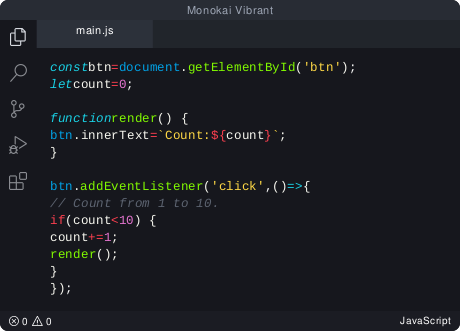 Monokai Vibrant
main.js
constbtn=document.getElementById('btn');
letcount=0;
functionrender() {
btn.innerText=`Count:${count}`;
}
btn.addEventListener('click',()=>{
// Count from 1 to 10.
if(count<10) {
count+=1;
render();
}
});
0 0 JavaScript